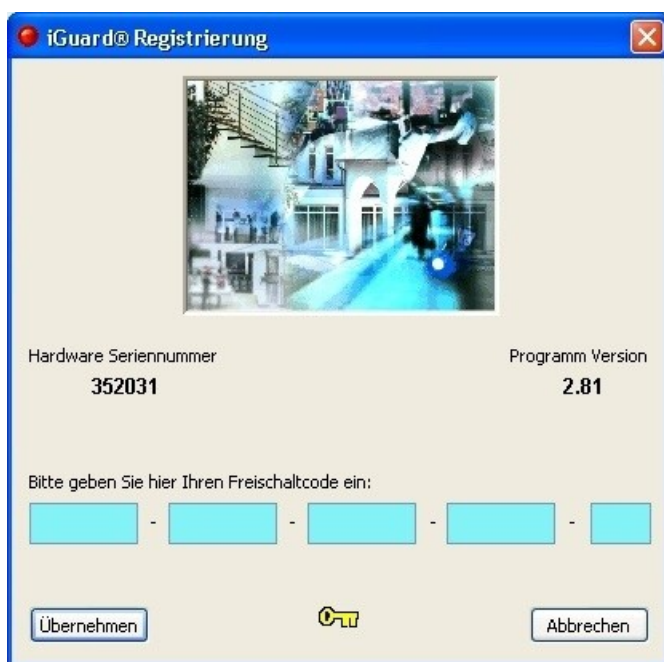 iGuard® Registrierung
Hardware Seriennummer
Programm Version
352031
2.81
Bitte geben Sie hier Ihren Freischaltcode ein:
- - - -
Übernehmen
Abbrechen